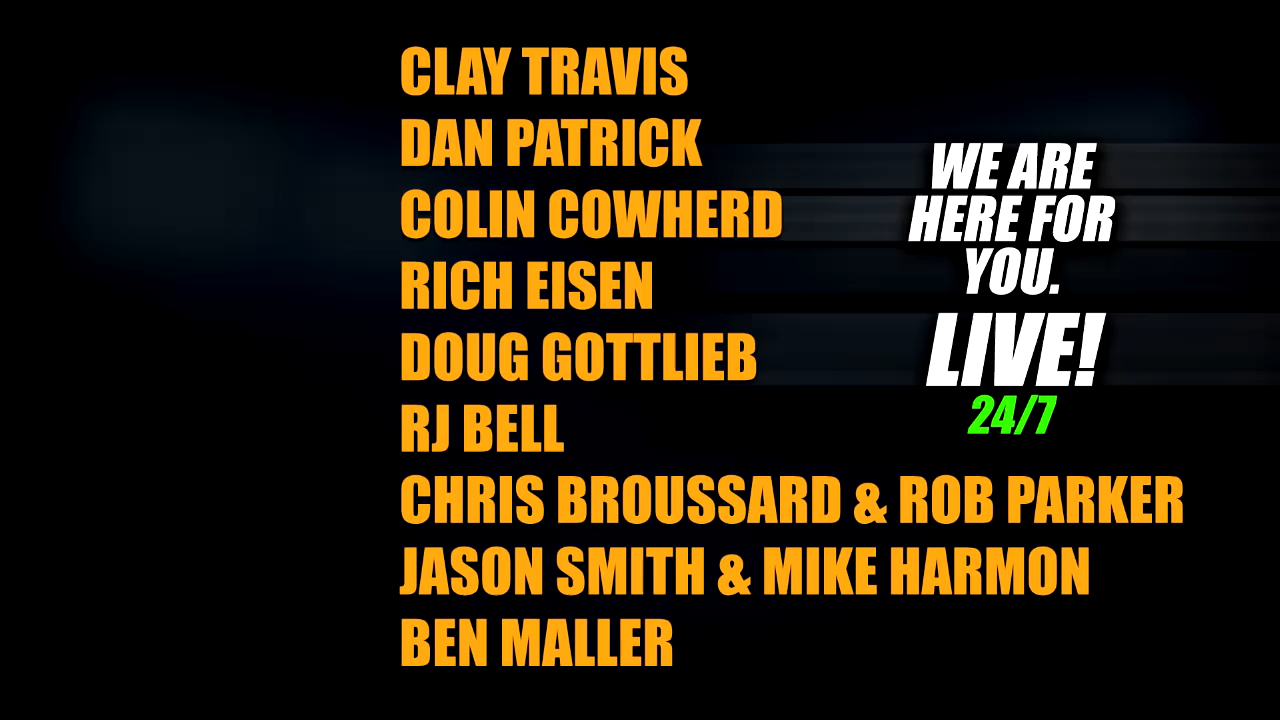 CLAY TRAVIS
DAN PATRICK
COLIN COWHERD
RICH EISEN
DOUG GOTTLIEB
RJ BELL
CHRIS BROUSSARD & ROB PARKER
JASON SMITH & MIKE HARMON
BEN MALLER
WE ARE
HERE FOR
YOU.
LIVE!
24/7